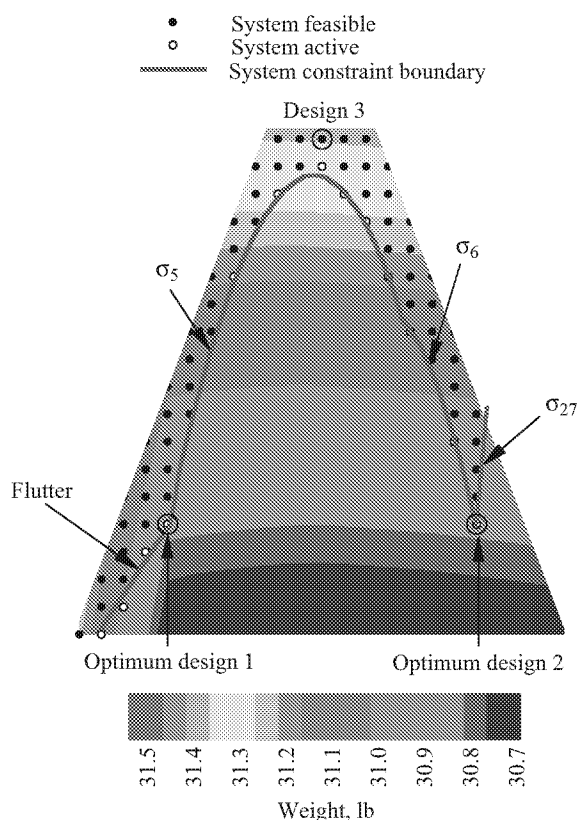 System feasible
System active
System constraint boundary
Design 3
σ5
σ6
σ27
Flutter
Optimum design 1
Optimum design 2
31.5
31.4
31.3
31.2
31.1
31.0
30.9
30.8
30.7
Weight, lb